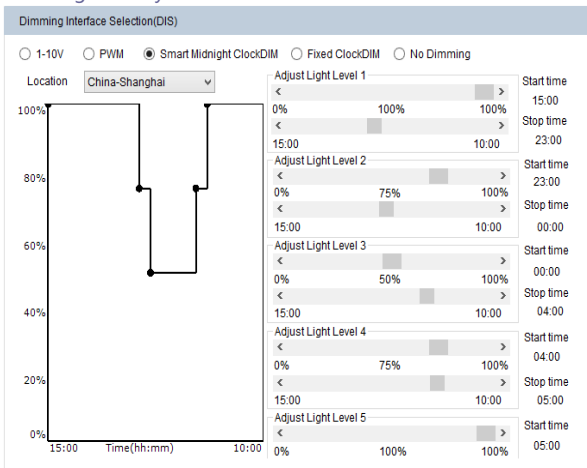 Dimming Interface Selection(DIS)
1-10V PWM Smart Midnight ClockDIM Fixed ClockDIM No Dimming
Location China-Shanghai
100%
80%
60%
40%
20%
0%
15:00 Time(hh:mm) 10:00
Adjust Light Level 1
0% 100% 100%
15:00 10:00
Start time
15:00
Stop time
23:00
Adjust Light Level 2
0% 75% 100%
15:00 10:00
Start time
23:00
Stop time
00:00
Adjust Light Level 3
0% 50% 100%
15:00 10:00
Start time
00:00
Stop time
04:00
Adjust Light Level 4
0% 75% 100%
15:00 10:00
Start time
04:00
Stop time
05:00
Adjust Light Level 5
0% 100% 100%
Start time
05:00